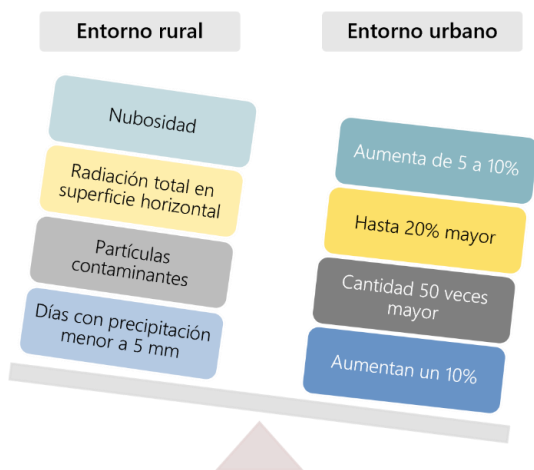 Entorno rural
Entorno urbano
Nubosidad
Radiación total en
superficie horizontal
Partículas
contaminantes
Días con precipitación
menor a 5 mm
Aumenta de 5 a 10%
Hasta 20% mayor
Cantidad 50 veces
mayor
Aumentan un 10%